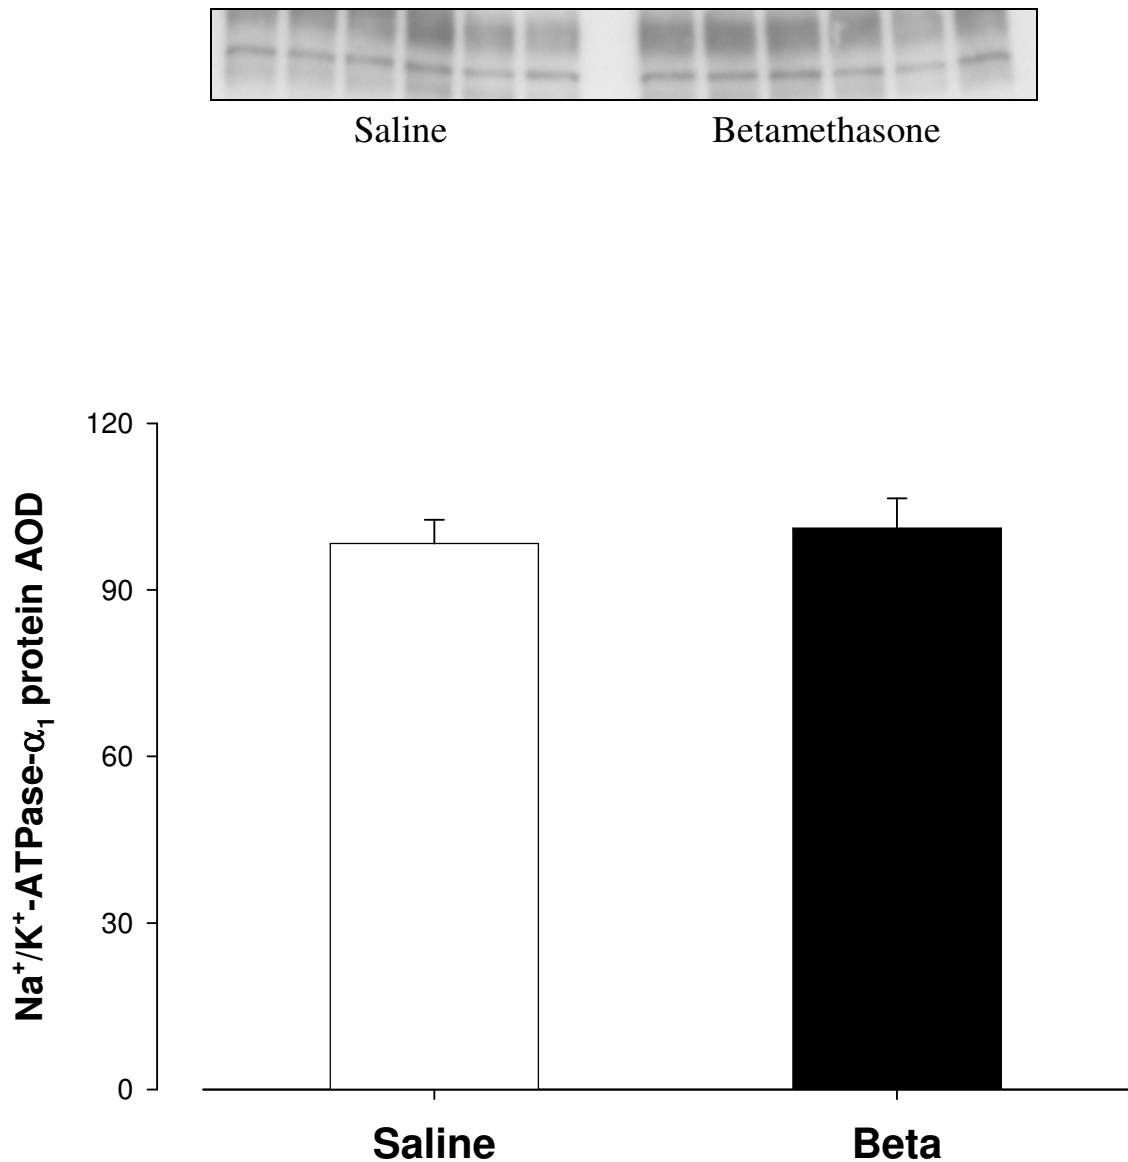 Saline Betamethasone
120
90
60
30
0
Na⁺/K⁺-ATPase-α₁ protein AOD
Saline Beta